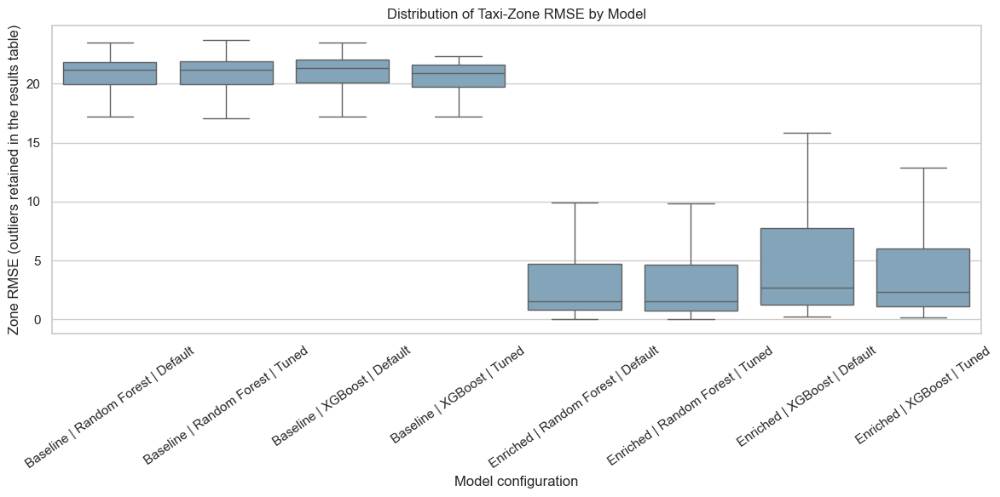 Distribution of Taxi-Zone RMSE by Model
Zone RMSE (outliers retained in the results table)
20
15
10
5
0
Baseline | Random Forest | Default
Baseline | Random Forest | Tuned
Baseline | XGBoost | Default
Baseline | XGBoost | Tuned
Enriched | Random Forest | Default
Enriched | Random Forest | Tuned
Enriched | XGBoost | Default
Enriched | XGBoost | Tuned
Model configuration